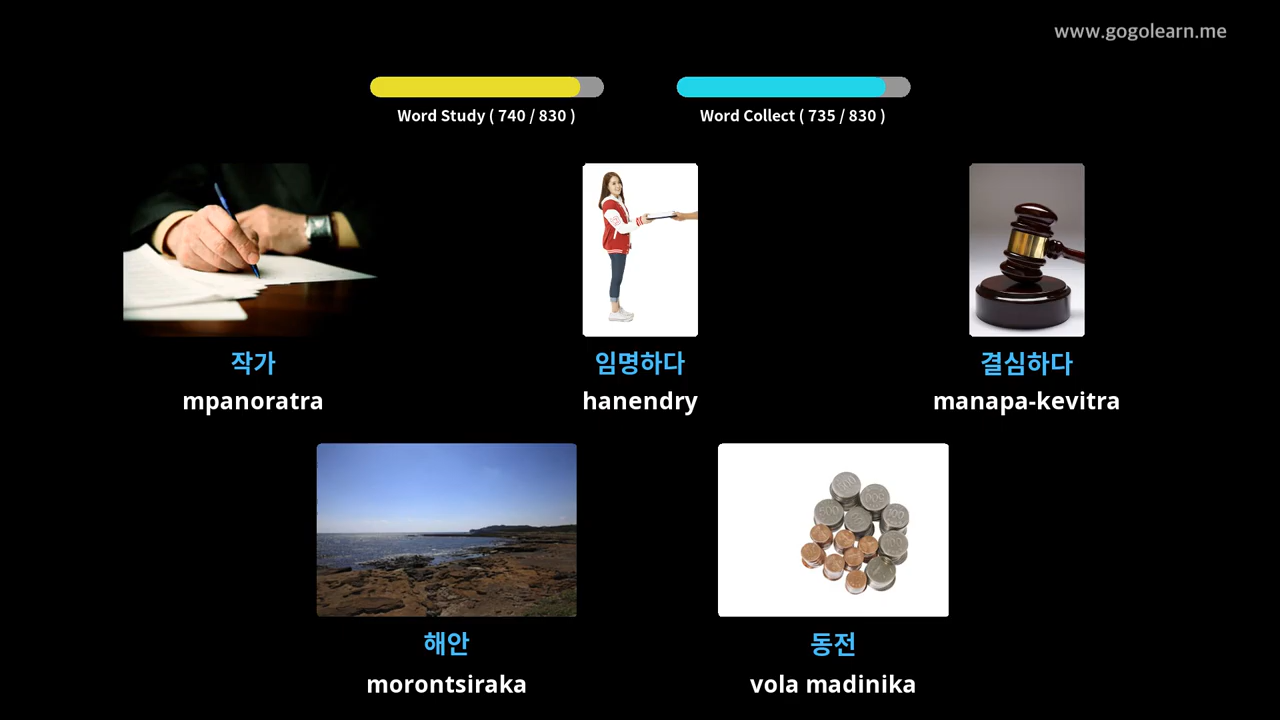 www.gogolearn.me
Word Study ( 740 / 830 )
Word Collect ( 735 / 830 )
작가
mpanoratra
임명하다
hanendry
결심하다
manapa-kevitra
해안
morontsiraka
동전
vola madinika